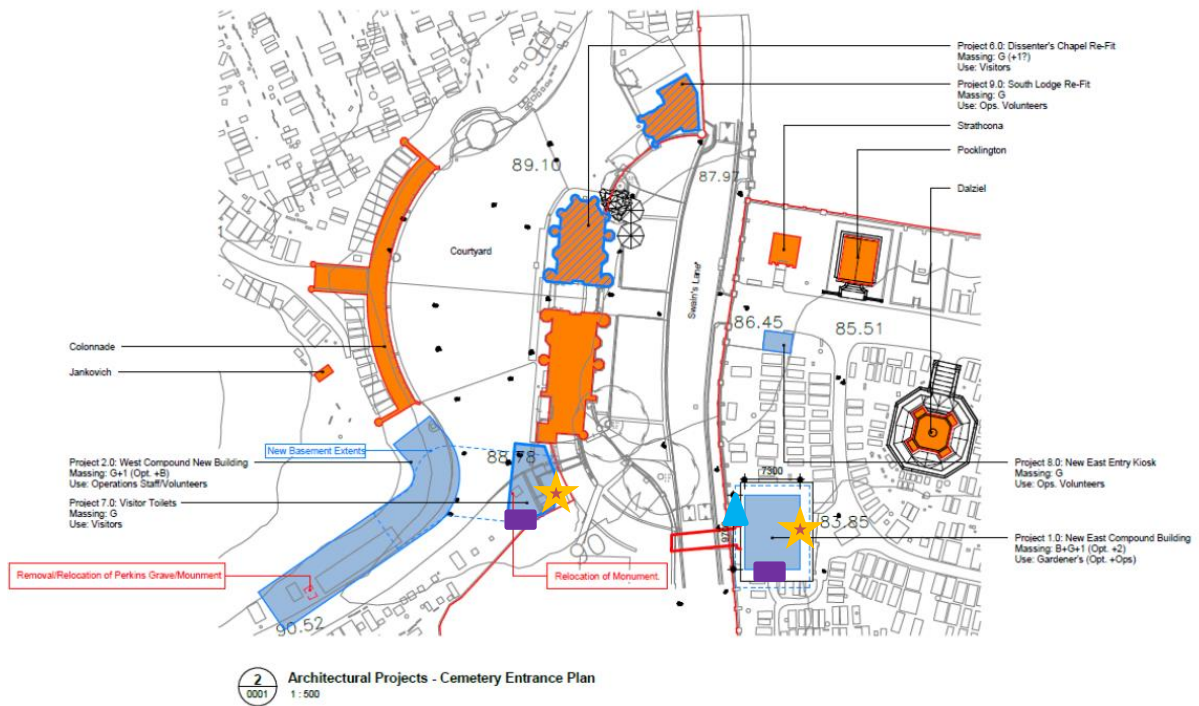 Project 6.0: Dissenter's Chapel Re-Fit
Massing: G (+1?)
Use: Visitors
Project 9.0: South Lodge Re-Fit
Massing: G
Use: Ops. Volunteers
Strathcona
Pocklington
Dalziel
89.10
87.97
Courtyard
Swain's Lane
86.45
85.51
Colonnade
Jankovich
New Basement Extents
88.78
Project 2.0: West Compound New Building
Massing: G+1 (Opt. +B)
Use: Operations Staff/Volunteers
Project 7.0: Visitor Toilets
Massing: G
Use: Visitors
7300
83.85
Project 8.0: New East Entry Kiosk
Massing: G
Use: Ops. Volunteers
Project 1.0: New East Compound Building
Massing: B+G+1 (Opt. +2)
Use: Gardener's (Opt. +Ops)
Removal/Relocation of Perkins Grave/Mounment
Relocation of Monument.
90.52
2
0001
Architectural Projects - Cemetery Entrance Plan
1 : 500